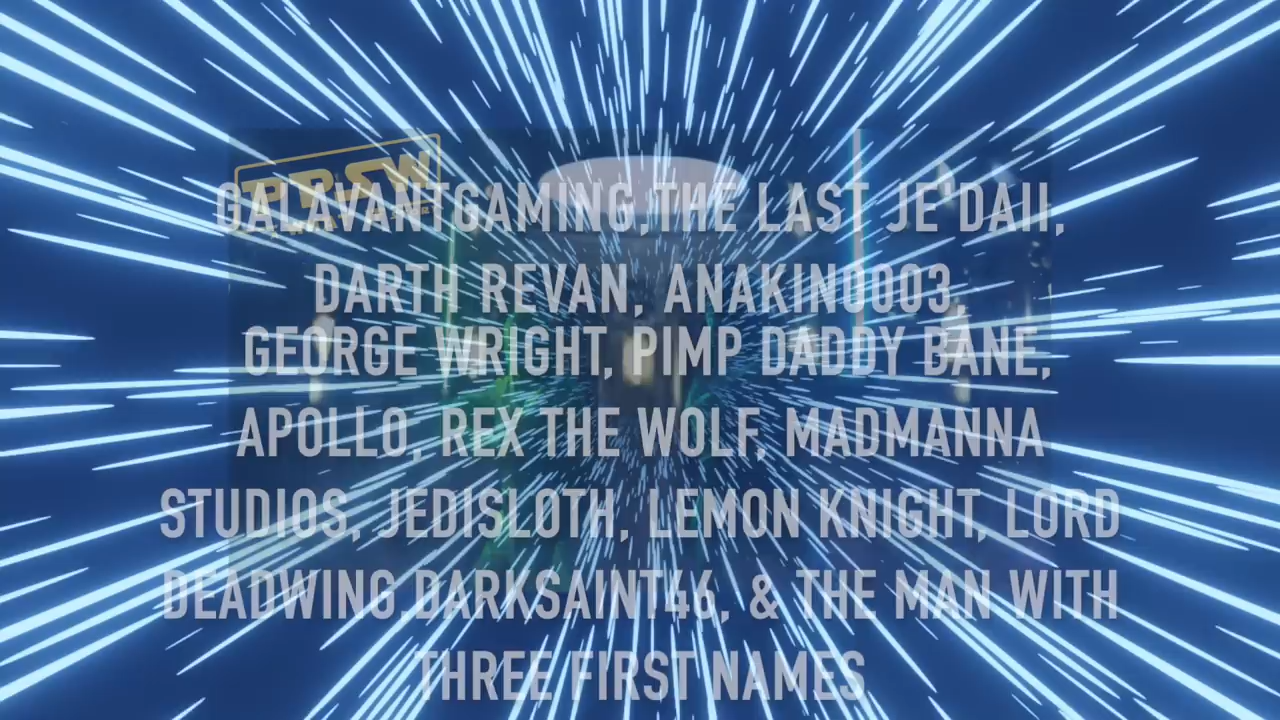 PDSW
GALAVANTGAMING,THE LAST JE'DAII,
DARTH REVAN, ANAKIN0003,
GEORGE WRIGHT, PIMP DADDY BANE,
APOLLO, REX THE WOLF, MADMANNA
STUDIOS, JEDISLOTH, LEMON KNIGHT, LORD
DEADWING,DARKSAINT46, & THE MAN WITH
THREE FIRST NAMES